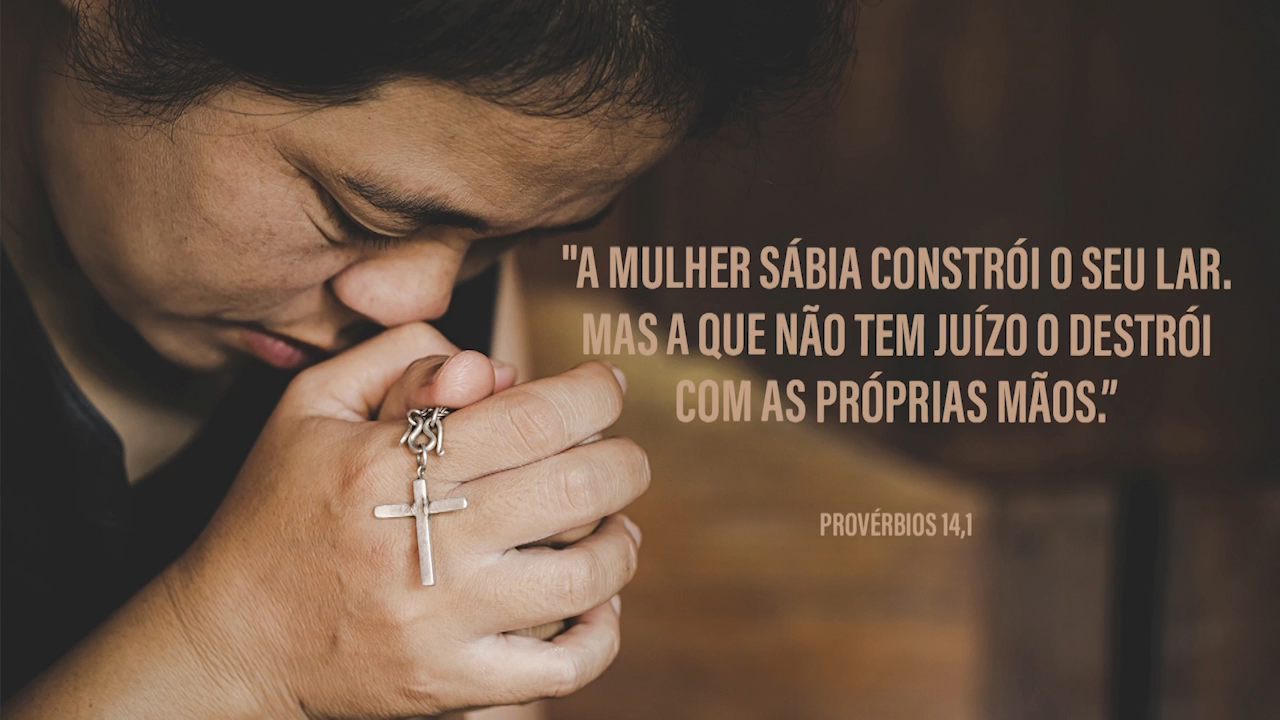 "A MULHER SÁBIA CONSTRÓI O SEU LAR.
MAS A QUE NÃO TEM JUÍZO O DESTRÓI
COM AS PRÓPRIAS MÃOS.”
PROVÉRBIOS 14,1